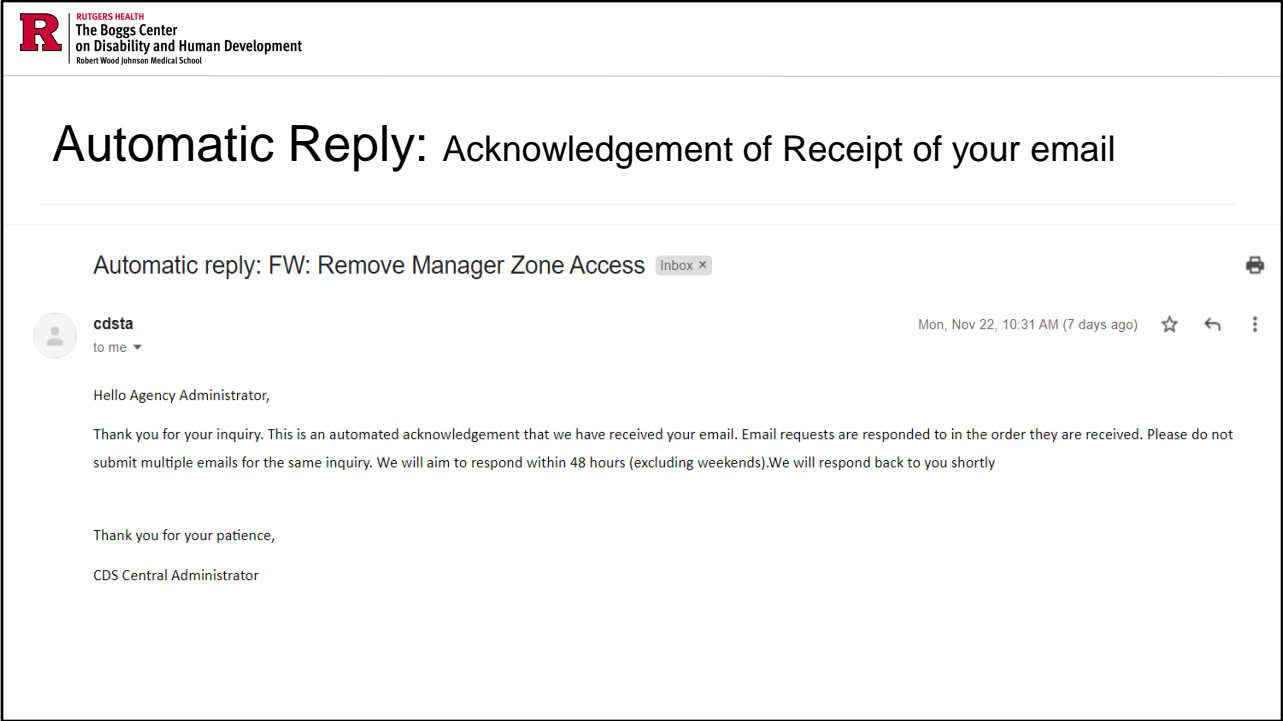 RUTGERS HEALTH
The Boggs Center
on Disability and Human Development
Robert Wood Johnson Medical School
Automatic Reply: Acknowledgement of Receipt of your email
Automatic reply: FW: Remove Manager Zone Access Inbox ×
cdsta Mon, Nov 22, 10:31 AM (7 days ago)
to me
Hello Agency Administrator,
Thank you for your inquiry. This is an automated acknowledgement that we have received your email. Email requests are responded to in the order they are received. Please do not
submit multiple emails for the same inquiry. We will aim to respond within 48 hours (excluding weekends).We will respond back to you shortly
Thank you for your patience,
CDS Central Administrator